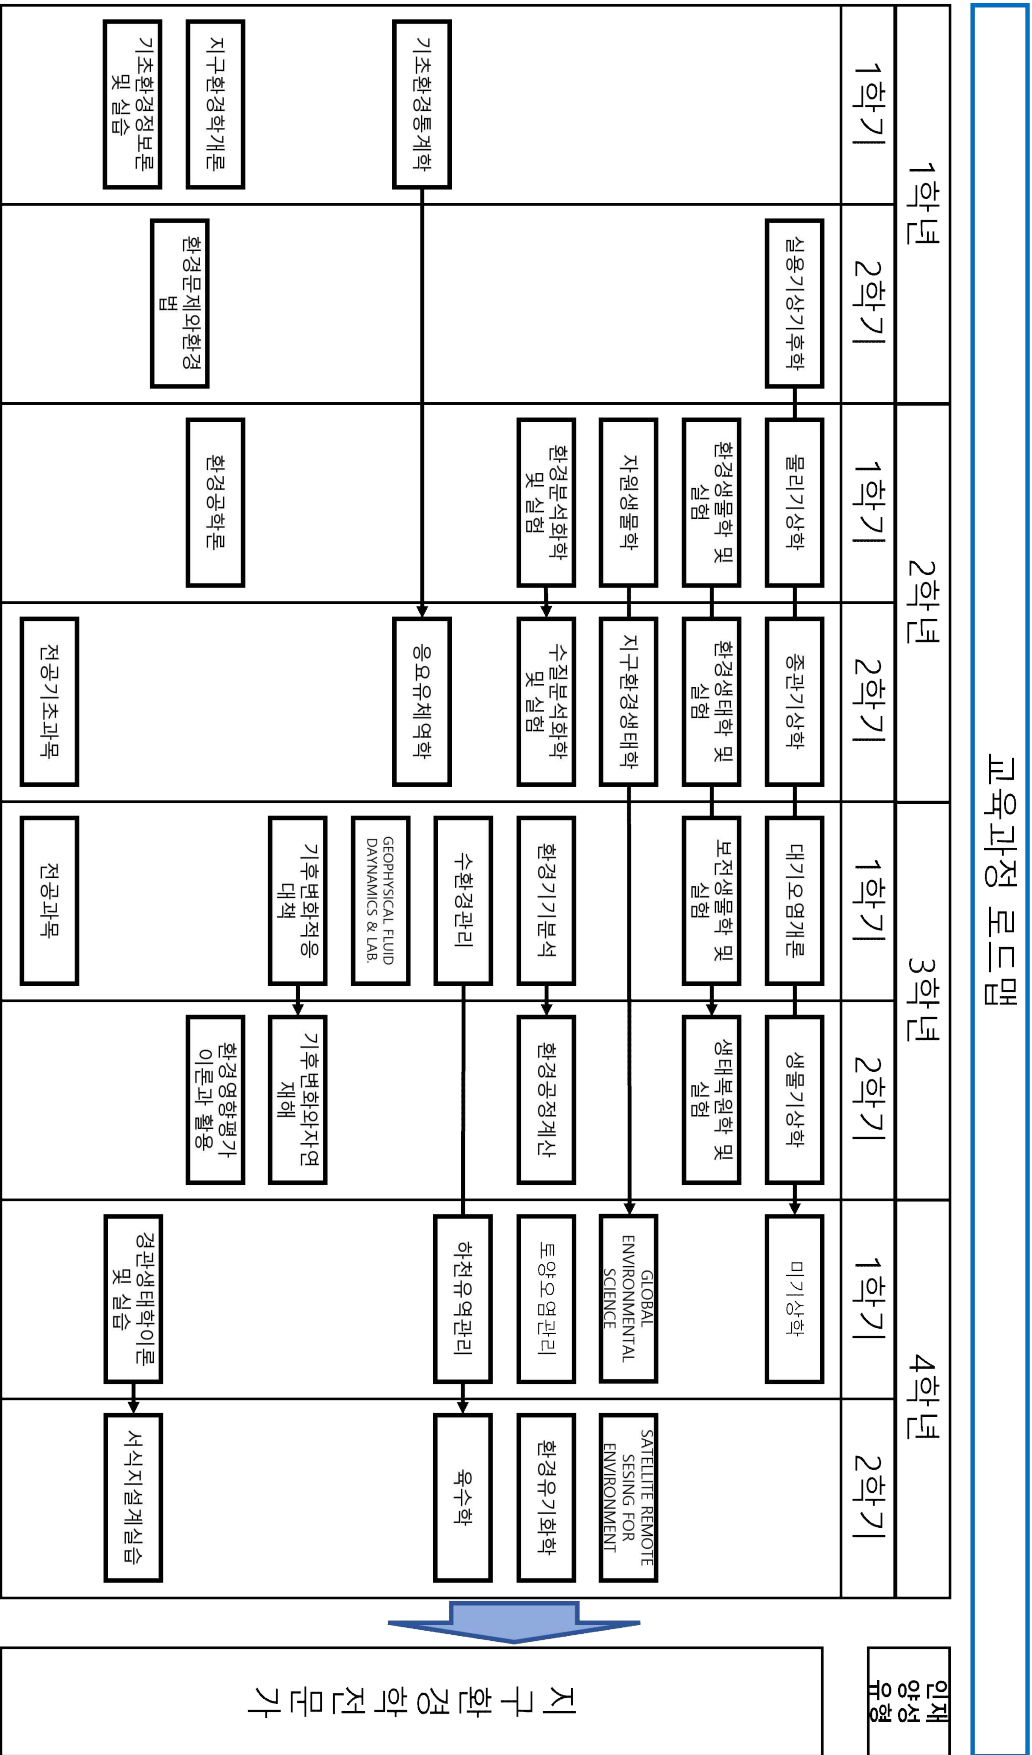 교육과정 로드맵
1학년
2학년
3학년
4학년
인재
양성
유형
1학기
2학기
1학기
2학기
1학기
2학기
1학기
2학기
실용기상기후학
물리기상학
종관기상학
대기오염개론
생물기상학
미기상학
환경생물학 및
실험
환경생태학 및
실험
보전생물학 및
실험
생태복원학 및
실험
자원생물학
지구환경생태학
GLOBAL
ENVIRONMENTAL
SCIENCE
SATELLITE REMOTE
SESING FOR
ENVIRONMENT
환경분석화학
및 실험
수질분석화학
및 실험
환경기기분석
환경공정계산
토양오염관리
환경유기화학
기초환경통계학
응요유체역학
수환경관리
하천유역관리
육수학
GEOPHYSICAL FLUID
DAYNAMICS & LAB.
기후변화적응
대책
기후변화와자연
재해
지구환경학개론
환경문제와환경
법
환경공학론
환경영향평가
이론과 활용
기초환경정보론
및 실습
경관생태학이론
및 실습
서식지설계실습
전공기초과목
전공과목
지구환경학전문
가